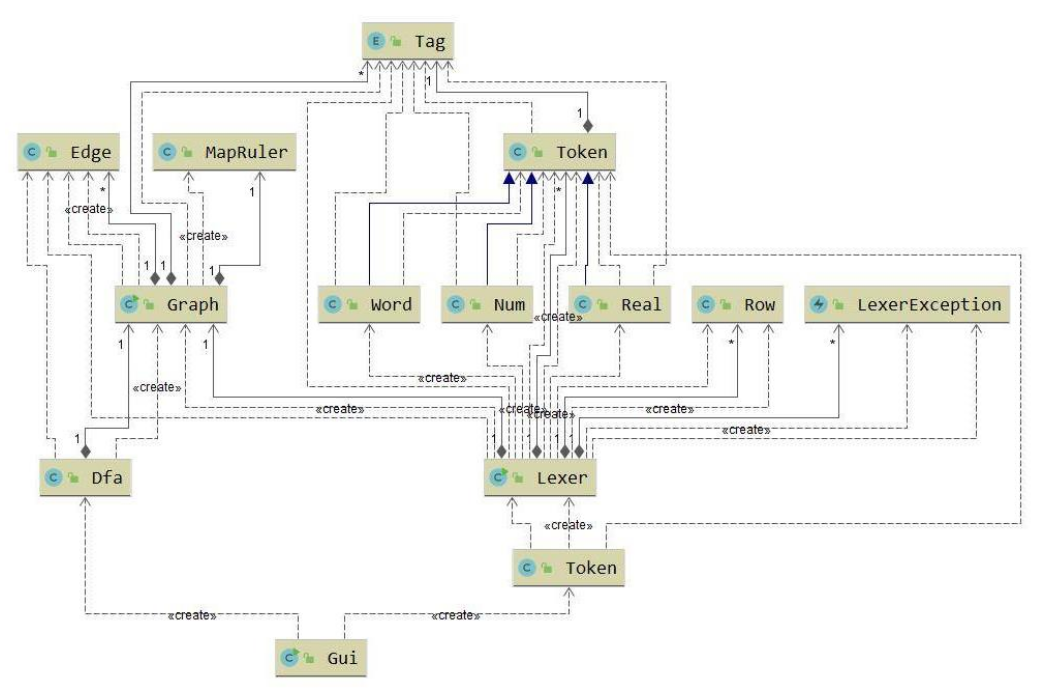 E Tag
* 1
1
C Edge
C MapRuler
C Token
* 1 *
«create»
«create»
1 1 1
C Graph
C Word
C Num
C Real
C Row
LexerException
«create»
1 1 * *
«create»
«create»
«create» «create» «create» «create»
«create»
1 1 1 1 1
C Dfa
C Lexer
«create»
C Token
«create» «create»
C Gui